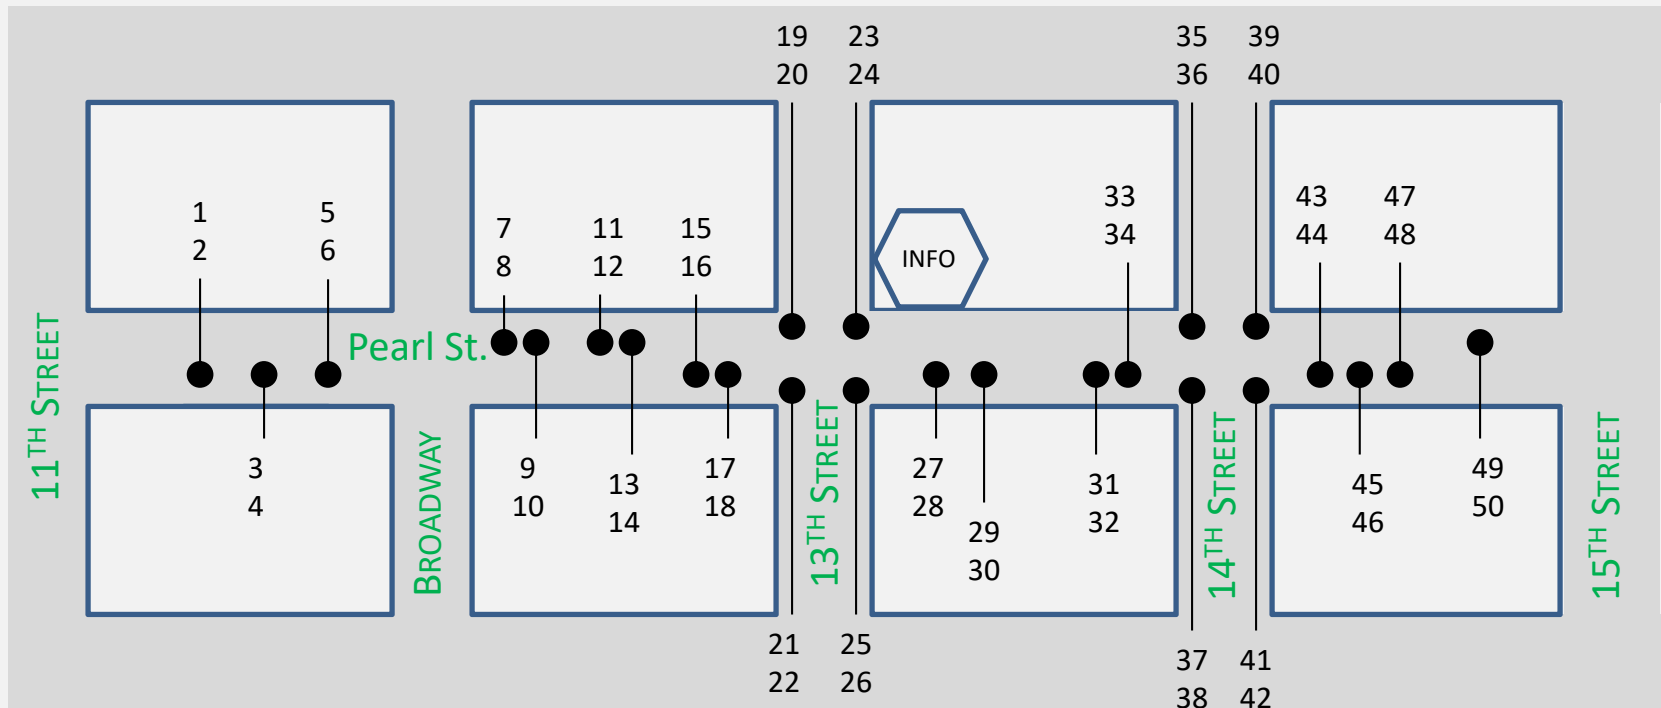 19 23 35 39
20 24 36 40
1 5 7 11 15 33 43 47
2 6 8 12 16 34 44 48
INFO
Pearl St.
11TH STREET
BROADWAY
13TH STREET
14TH STREET
15TH STREET
3 9 13 17 27 29 31 45 49
4 10 14 18 28 30 32 46 50
21 25 37 41
22 26 38 42